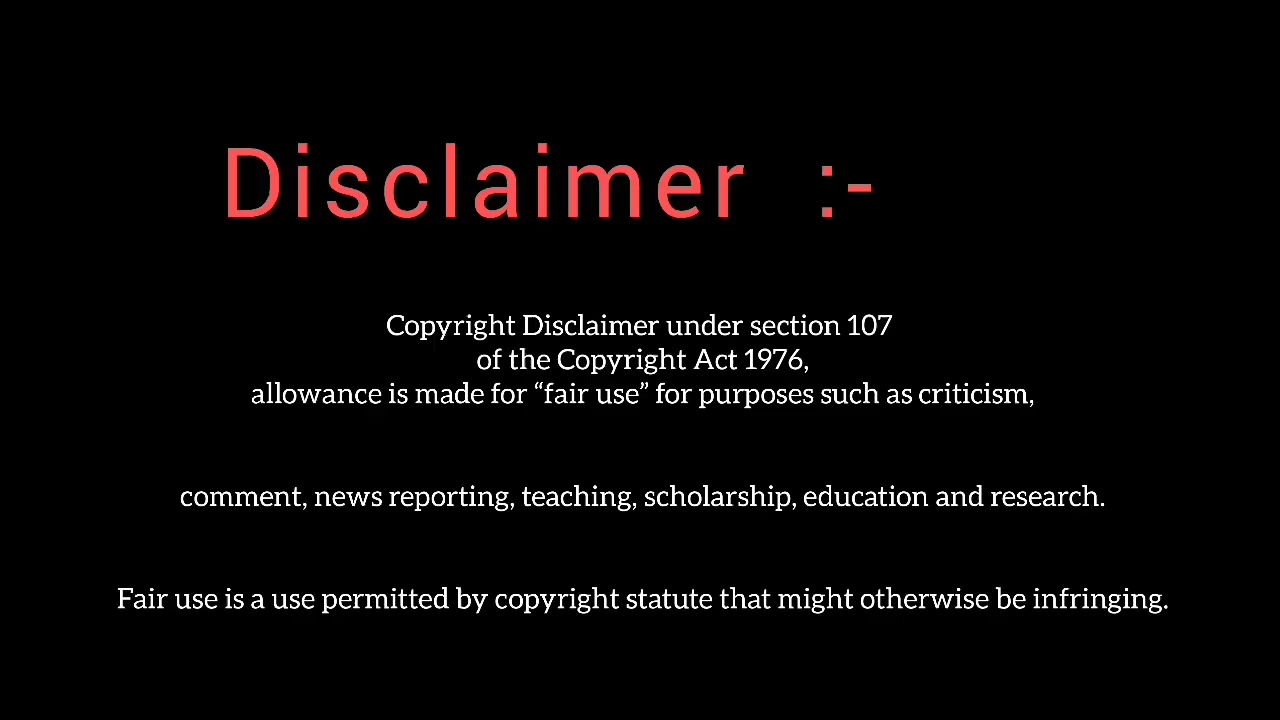 Disclaimer :-
Copyright Disclaimer under section 107
of the Copyright Act 1976,
allowance is made for “fair use” for purposes such as criticism,
comment, news reporting, teaching, scholarship, education and research.
Fair use is a use permitted by copyright statute that might otherwise be infringing.